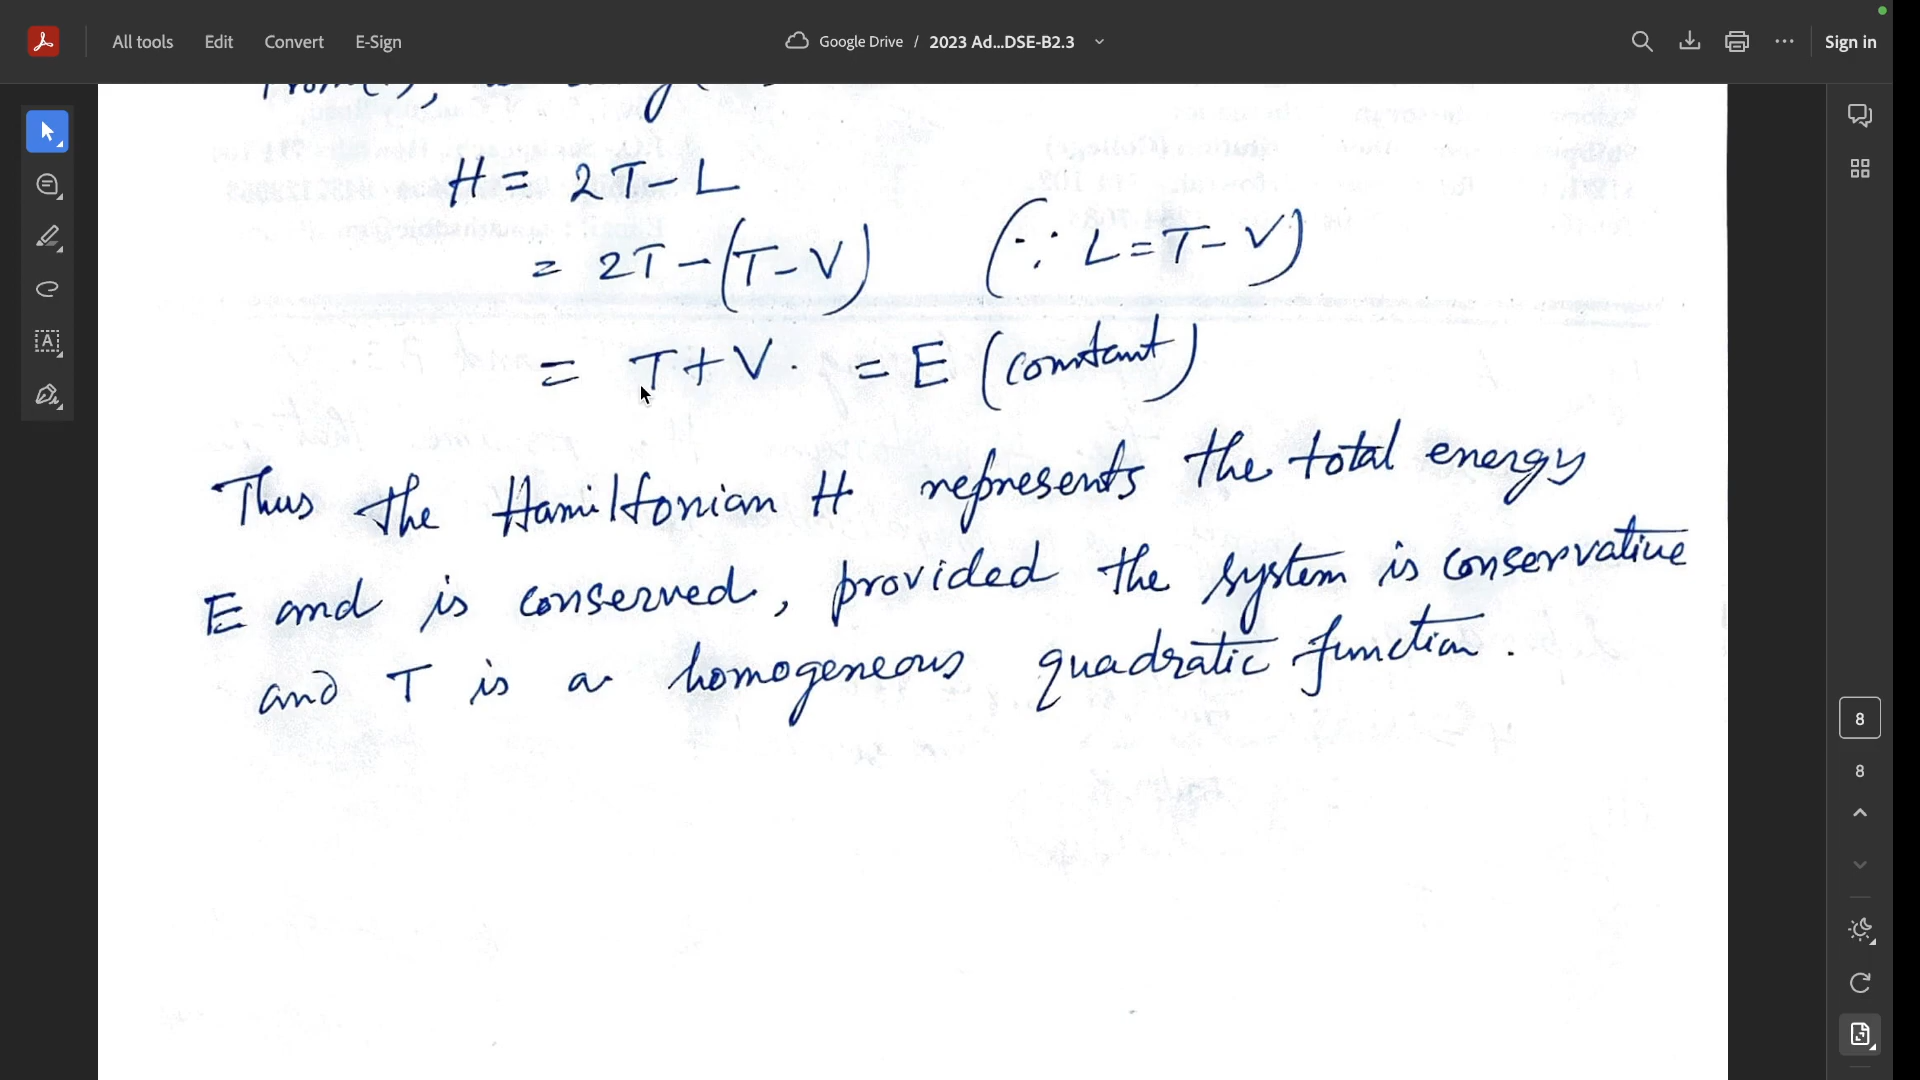 All tools Edit Convert E-Sign Google Drive / 2023 Ad...DSE-B2.3 Sign in
H = 2T - L
= 2T - (T - V) (∵ L = T - V)
= T + V. = E (constant)
Thus the Hamiltonian H represents the total energy
E and is conserved, provided the system is conservative
and T is a homogeneous quadratic function.
8
8